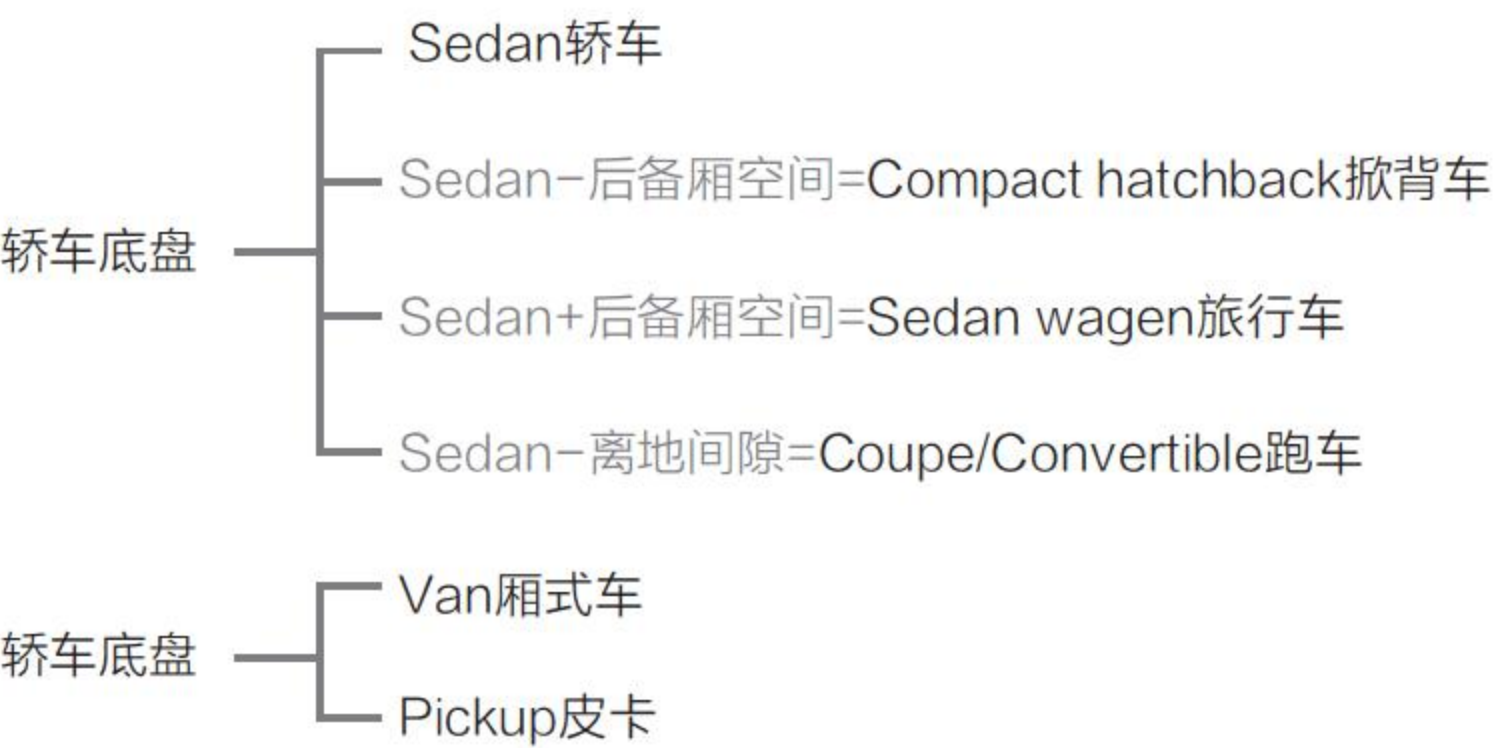 Sedan轿车
Sedan-后备厢空间=Compact hatchback掀背车
轿车底盘
Sedan+后备厢空间=Sedan wagen旅行车
Sedan-离地间隙=Coupe/Convertible跑车
Van厢式车
轿车底盘
Pickup皮卡